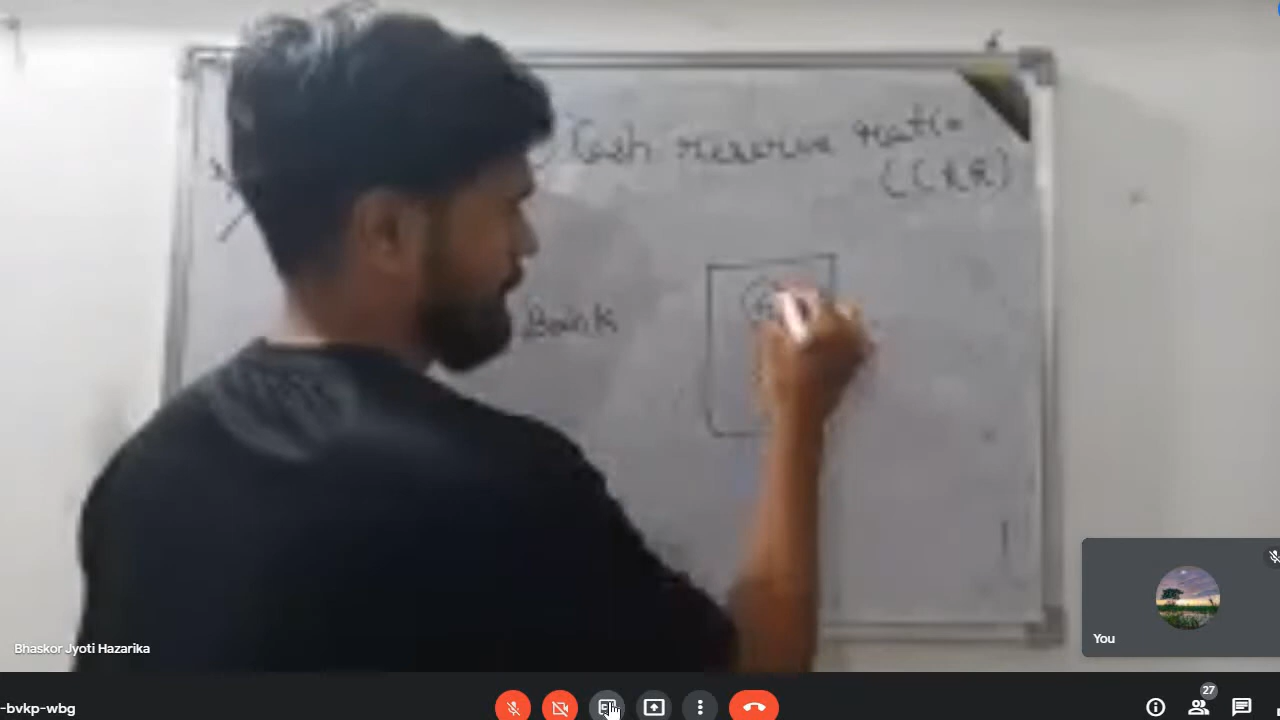 Cash reserve ratio
(CRR)
Bank
You
Bhaskor Jyoti Hazarika
-bvkp-wbg
27